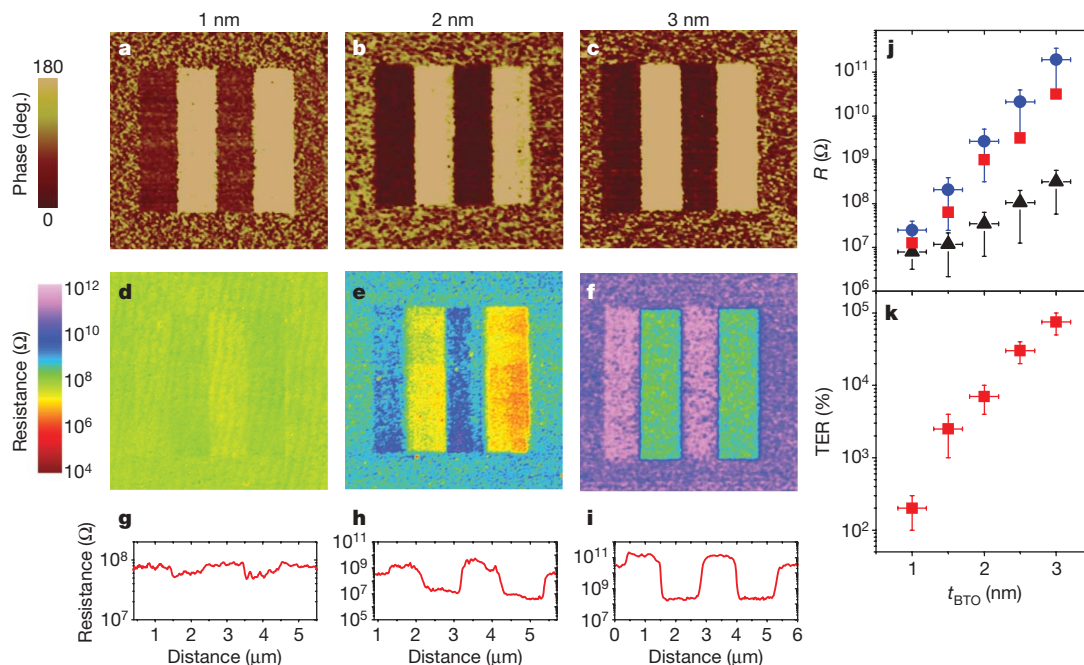 1 nm
2 nm
3 nm
a
b
c
180
Phase (deg.)
0
d
e
f
10¹²
10¹⁰
10⁸
10⁶
10⁴
Resistance (Ω)
g
h
i
Resistance (Ω)
10⁸
10⁷
1 2 3 4 5
Distance (μm)
10¹¹
10⁹
10⁷
10⁵
1 2 3 4 5
Distance (μm)
10¹¹
10⁹
0 1 2 3 4 5 6
Distance (μm)
j
R (Ω)
10¹¹
10¹⁰
10⁹
10⁸
10⁷
10⁶
k
TER (%)
10⁵
10⁴
10³
10²
1 2 3
tBTO (nm)